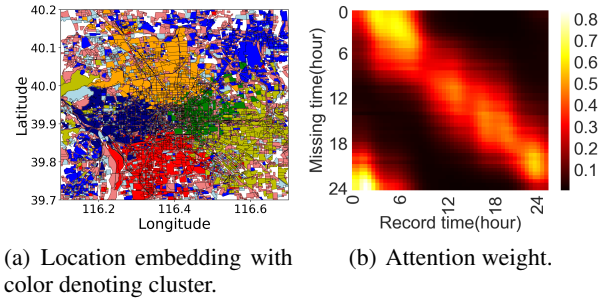 40.2
40.1
40.0
39.9
39.8
39.7
Latitude
116.2 116.4 116.6
Longitude
0
6
12
18
24
Missing time(hour)
0 6 12 18 24
Record time(hour)
0.8
0.7
0.6
0.5
0.4
0.3
0.2
0.1
(a) Location embedding with
color denoting cluster.
(b) Attention weight.